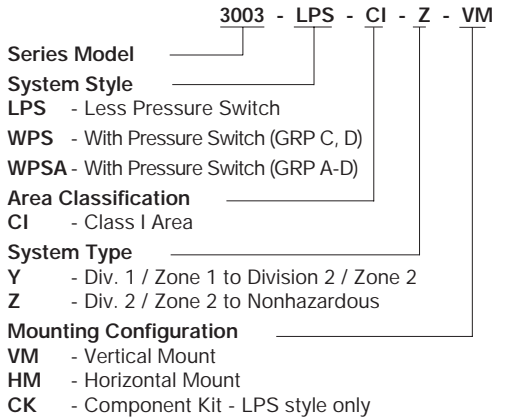 3003 - LPS - CI - Z - VM
Series Model
System Style
LPS - Less Pressure Switch
WPS - With Pressure Switch (GRP C, D)
WPSA - With Pressure Switch (GRP A-D)
Area Classification
CI - Class I Area
System Type
Y - Div. 1 / Zone 1 to Division 2 / Zone 2
Z - Div. 2 / Zone 2 to Nonhazardous
Mounting Configuration
VM - Vertical Mount
HM - Horizontal Mount
CK - Component Kit - LPS style only